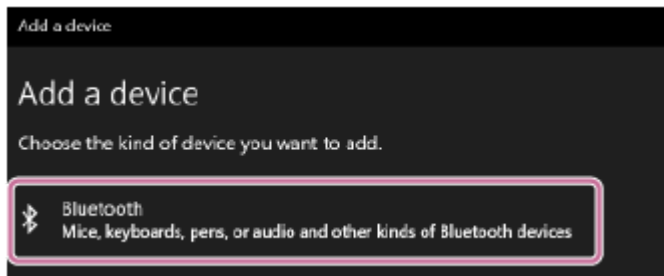 Add a device
Add a device
Choose the kind of device you want to add.
Bluetooth
Mice, keyboards, pens, or audio and other kinds of Bluetooth devices